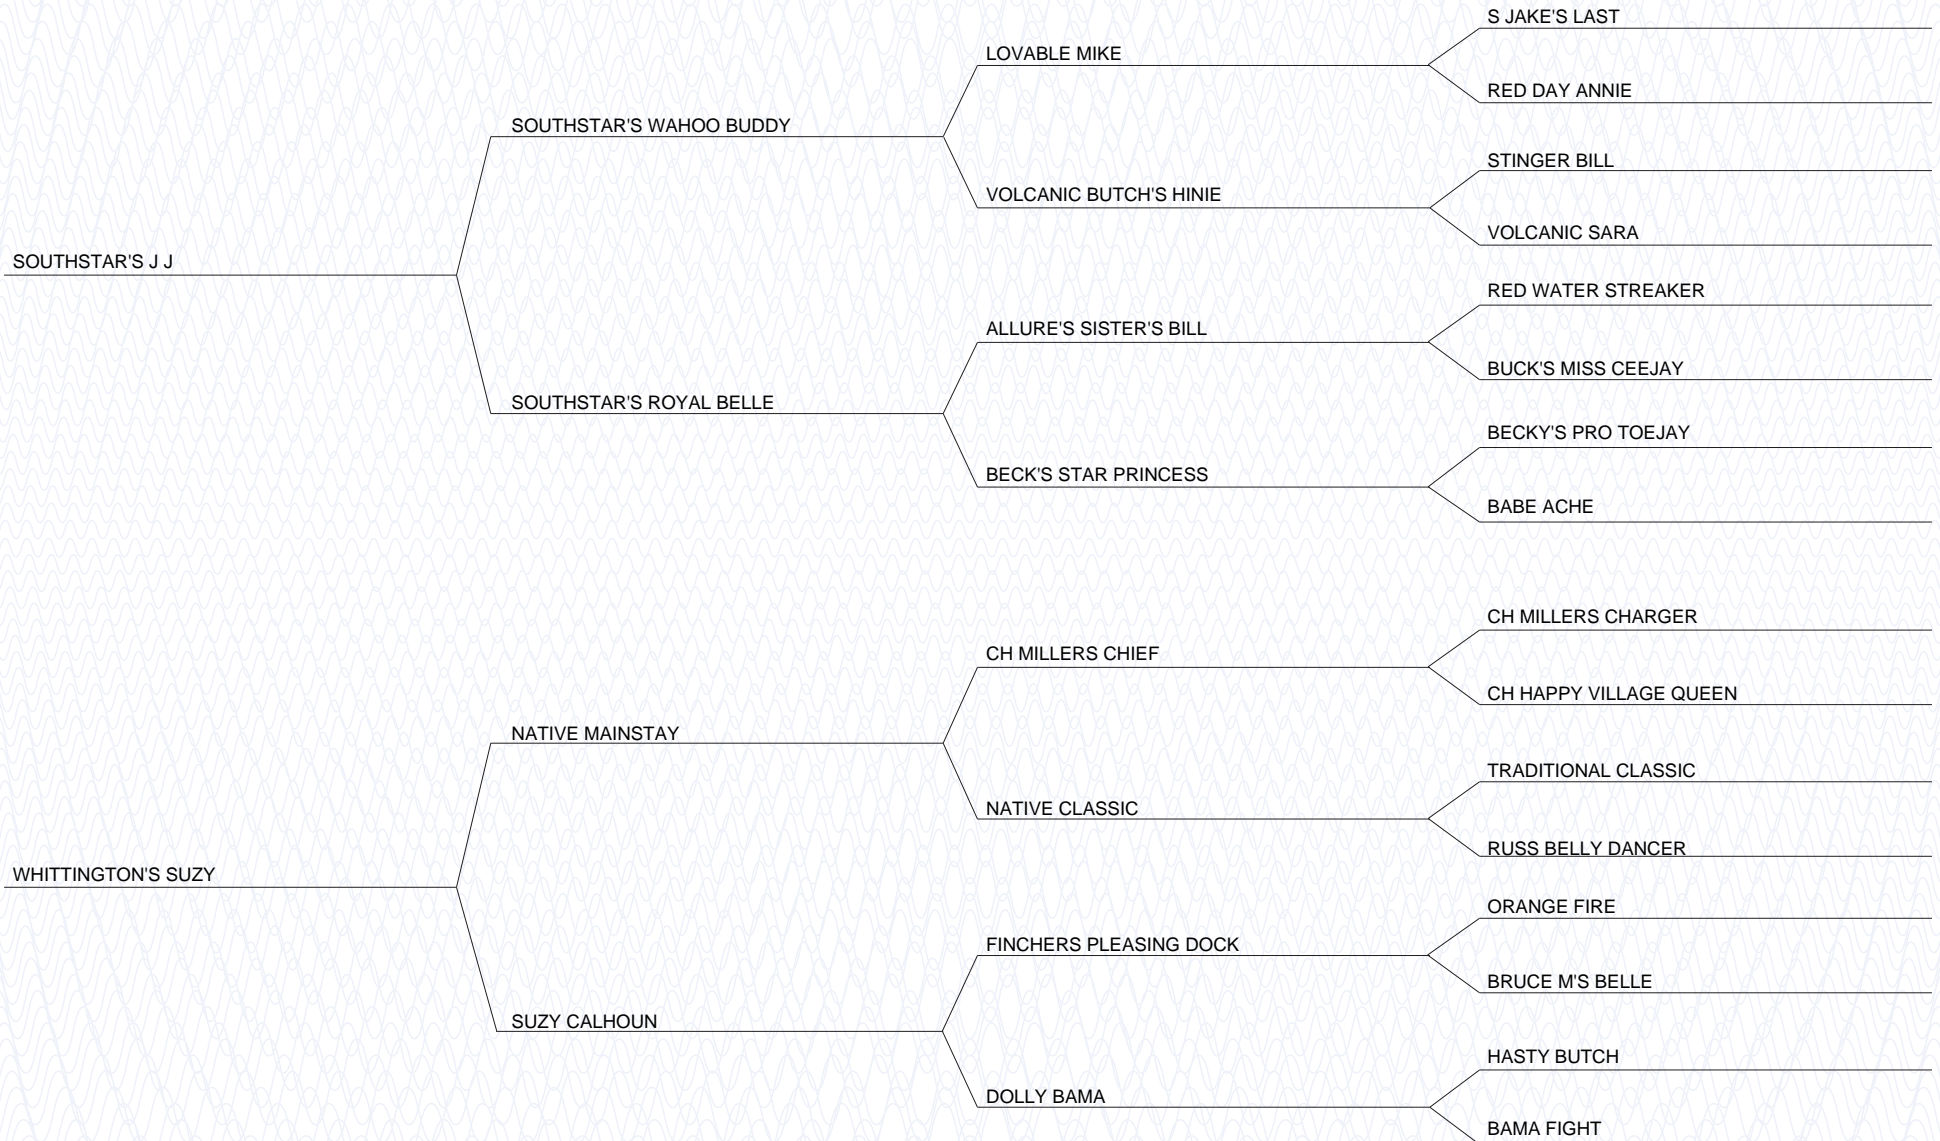 S JAKE'S LAST
LOVABLE MIKE
RED DAY ANNIE
SOUTHSTAR'S WAHOO BUDDY
STINGER BILL
VOLCANIC BUTCH'S HINIE
VOLCANIC SARA
SOUTHSTAR'S J J
RED WATER STREAKER
ALLURE'S SISTER'S BILL
BUCK'S MISS CEEJAY
SOUTHSTAR'S ROYAL BELLE
BECKY'S PRO TOEJAY
BECK'S STAR PRINCESS
BABE ACHE
CH MILLERS CHARGER
CH MILLERS CHIEF
CH HAPPY VILLAGE QUEEN
NATIVE MAINSTAY
TRADITIONAL CLASSIC
NATIVE CLASSIC
RUSS BELLY DANCER
WHITTINGTON'S SUZY
ORANGE FIRE
FINCHERS PLEASING DOCK
BRUCE M'S BELLE
SUZY CALHOUN
HASTY BUTCH
DOLLY BAMA
BAMA FIGHT